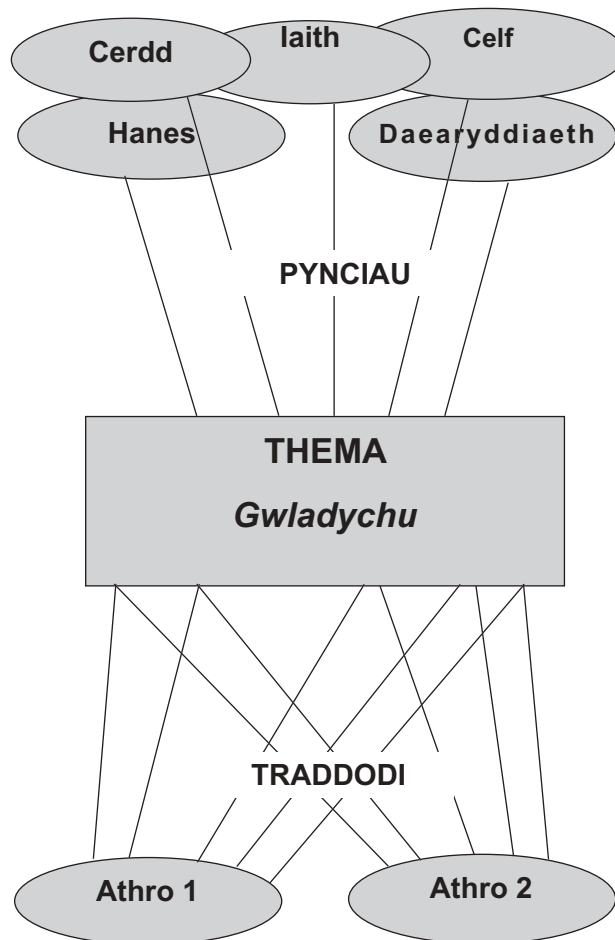 Cerdd
Iaith
Celf
Hanes
Daearyddiaeth
PYNCIAU
THEMA
Gwladychu
TRADDODI
Athro 1
Athro 2